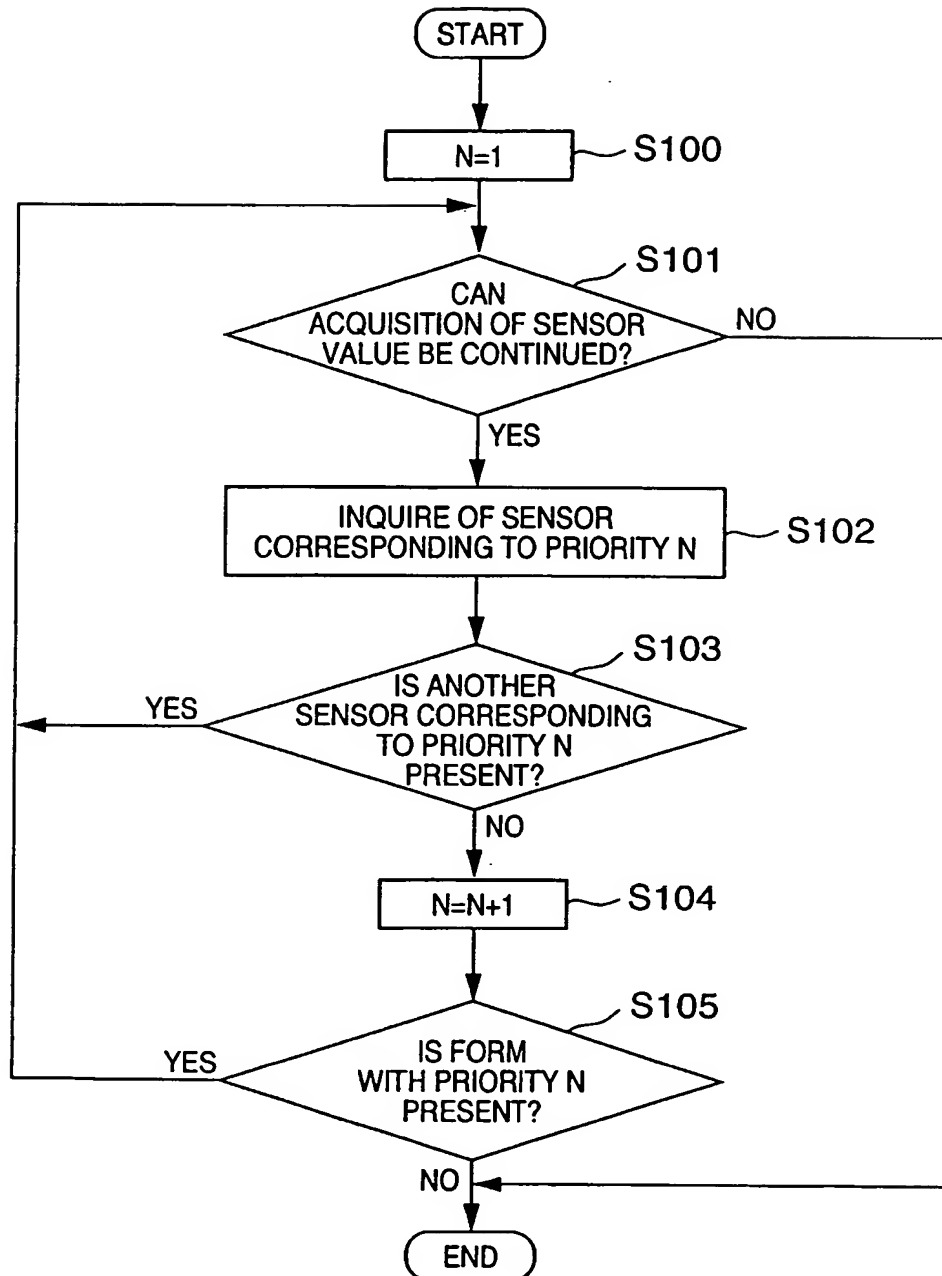 START
N=1
S100
S101
CAN
ACQUISITION OF SENSOR
VALUE BE CONTINUED?
NO
YES
INQUIRE OF SENSOR
CORRESPONDING TO PRIORITY N
S102
S103
IS ANOTHER
SENSOR CORRESPONDING
TO PRIORITY N
PRESENT?
YES
NO
N=N+1
S104
S105
IS FORM
WITH PRIORITY N
PRESENT?
YES
NO
END